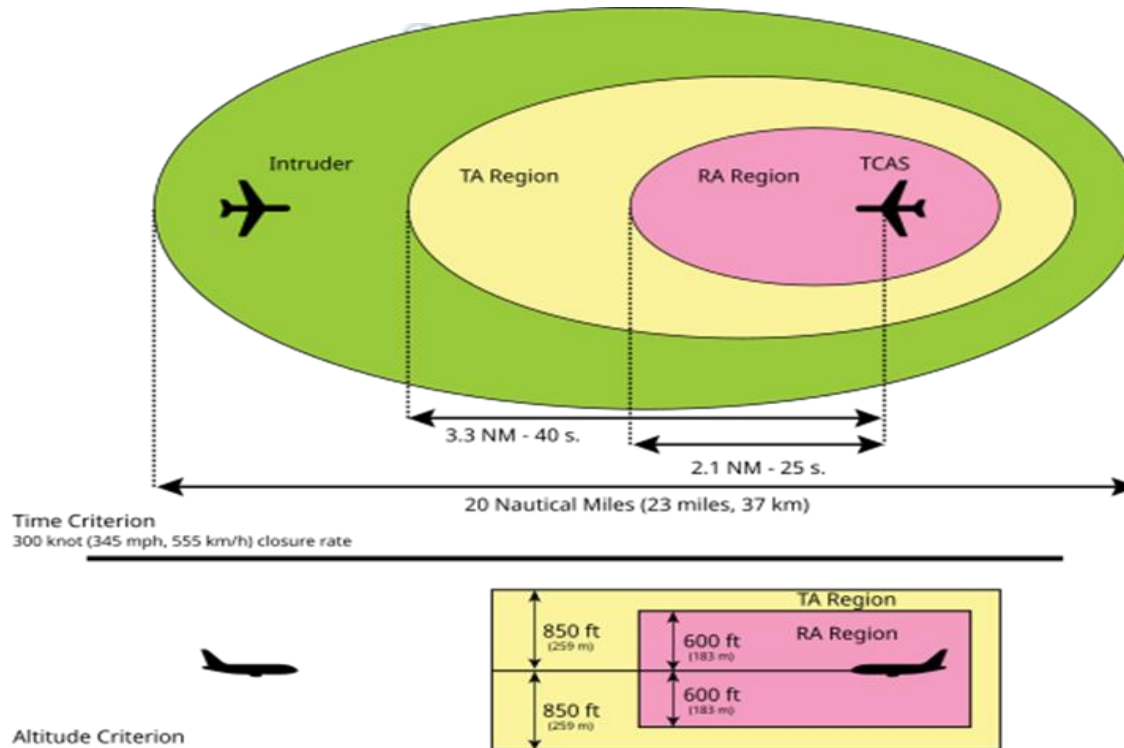 Intruder
TA Region
RA Region
TCAS
3.3 NM - 40 s.
2.1 NM - 25 s.
20 Nautical Miles (23 miles, 37 km)
Time Criterion
300 knot (345 mph, 555 km/h) closure rate
TA Region
RA Region
850 ft
(259 m)
600 ft
(183 m)
850 ft
(259 m)
600 ft
(183 m)
Altitude Criterion